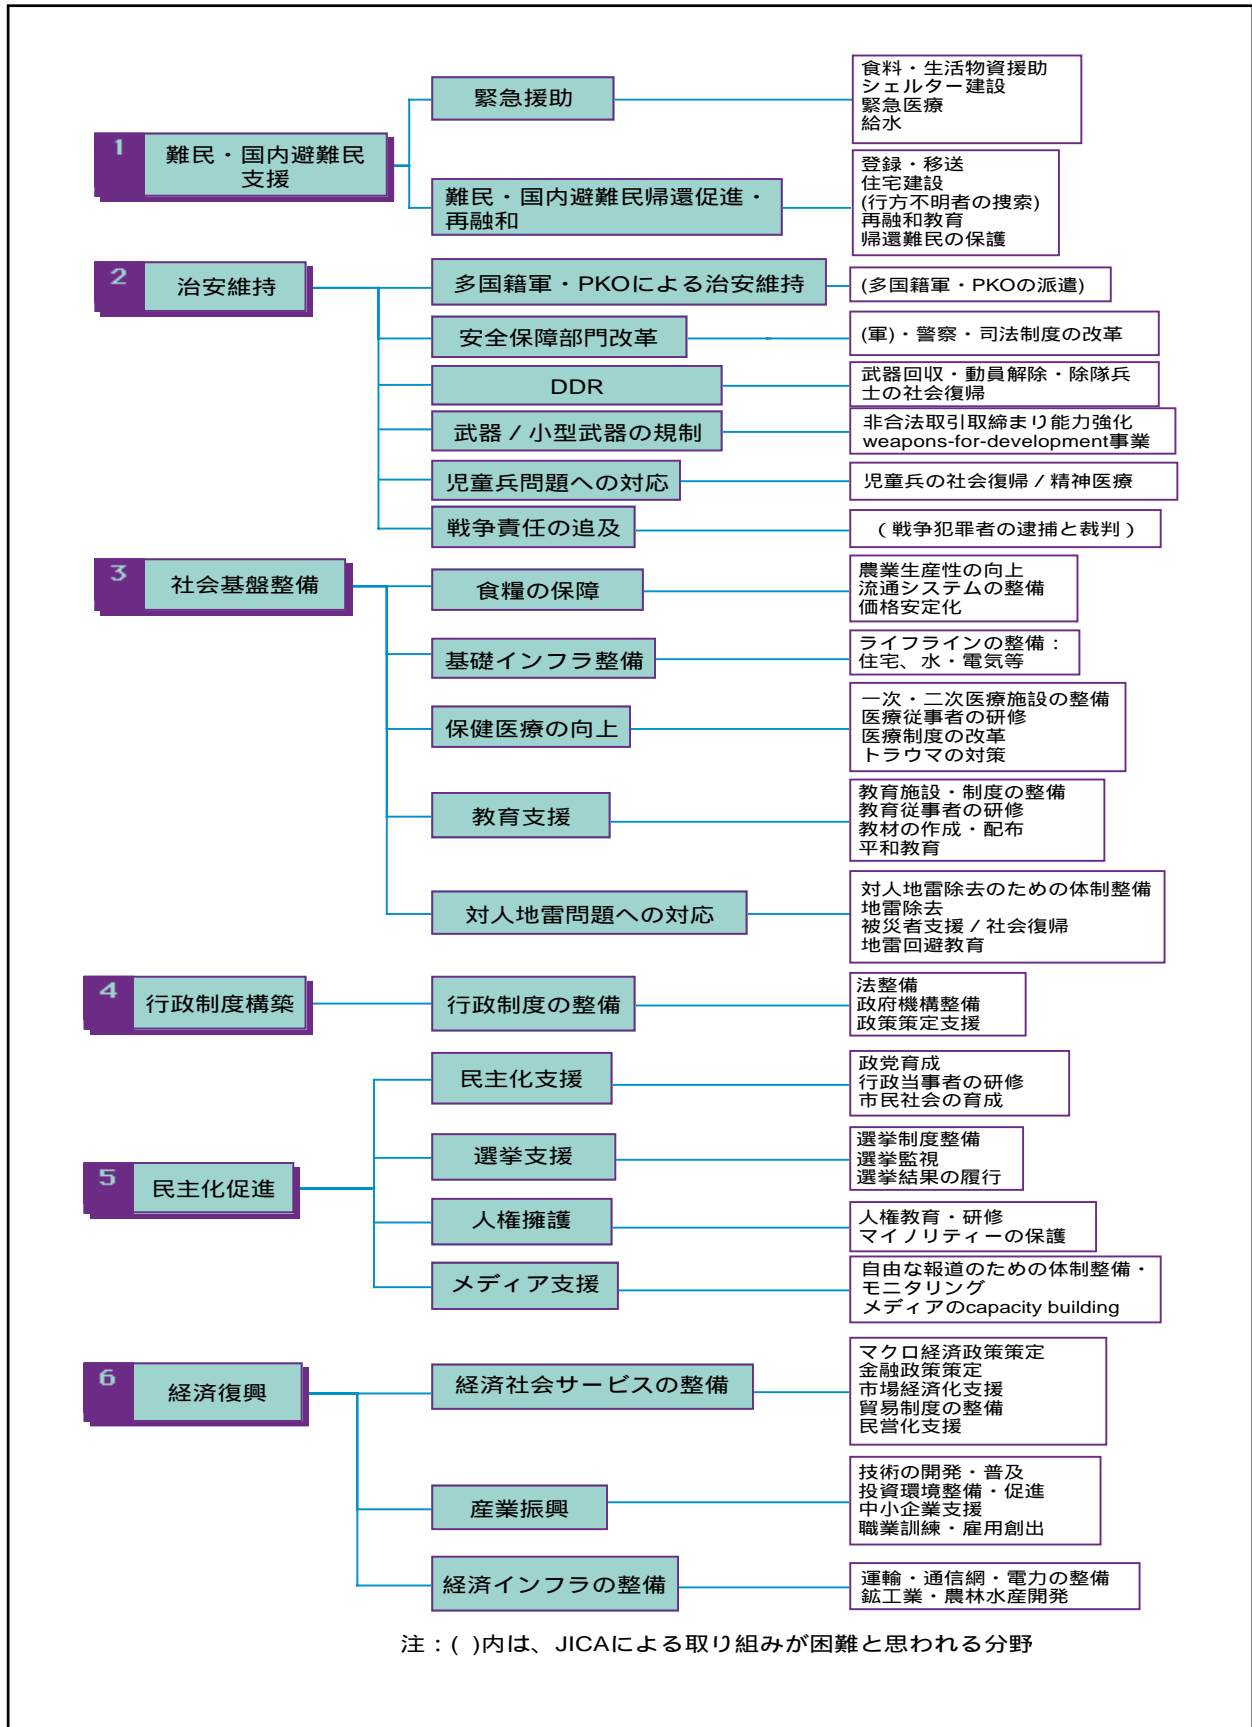 1
難民・国内避難民
支援
緊急援助
食料・生活物資援助
シェルター建設
緊急医療
給水
難民・国内避難民帰還促進・
再融和
登録・移送
住宅建設
(行方不明者の捜索)
再融和教育
帰還難民の保護
2
治安維持
多国籍軍・PKOによる治安維持
(多国籍軍・PKOの派遣)
安全保障部門改革
(軍)・警察・司法制度の改革
DDR
武器回収・動員解除・除隊兵
士の社会復帰
武器 / 小型武器の規制
非合法取引取締まり能力強化
weapons-for-development事業
児童兵問題への対応
児童兵の社会復帰 / 精神医療
戦争責任の追及
( 戦争犯罪者の逮捕と裁判 )
3
社会基盤整備
食糧の保障
農業生産性の向上
流通システムの整備
価格安定化
基礎インフラ整備
ライフラインの整備：
住宅、水・電気等
保健医療の向上
一次・二次医療施設の整備
医療従事者の研修
医療制度の改革
トラウマの対策
教育支援
教育施設・制度の整備
教育従事者の研修
教材の作成・配布
平和教育
対人地雷問題への対応
対人地雷除去のための体制整備
地雷除去
被災者支援 / 社会復帰
地雷回避教育
4
行政制度構築
行政制度の整備
法整備
政府機構整備
政策策定支援
5
民主化促進
民主化支援
政党育成
行政当事者の研修
市民社会の育成
選挙支援
選挙制度整備
選挙監視
選挙結果の履行
人権擁護
人権教育・研修
マイノリティーの保護
メディア支援
自由な報道のための体制整備・
モニタリング
メディアのcapacity building
6
経済復興
経済社会サービスの整備
マクロ経済政策策定
金融政策策定
市場経済化支援
貿易制度の整備
民営化支援
産業振興
技術の開発・普及
投資環境整備・促進
中小企業支援
職業訓練・雇用創出
経済インフラの整備
運輸・通信網・電力の整備
鉱工業・農林水産開発
注：( )内は、JICAによる取り組みが困難と思われる分野